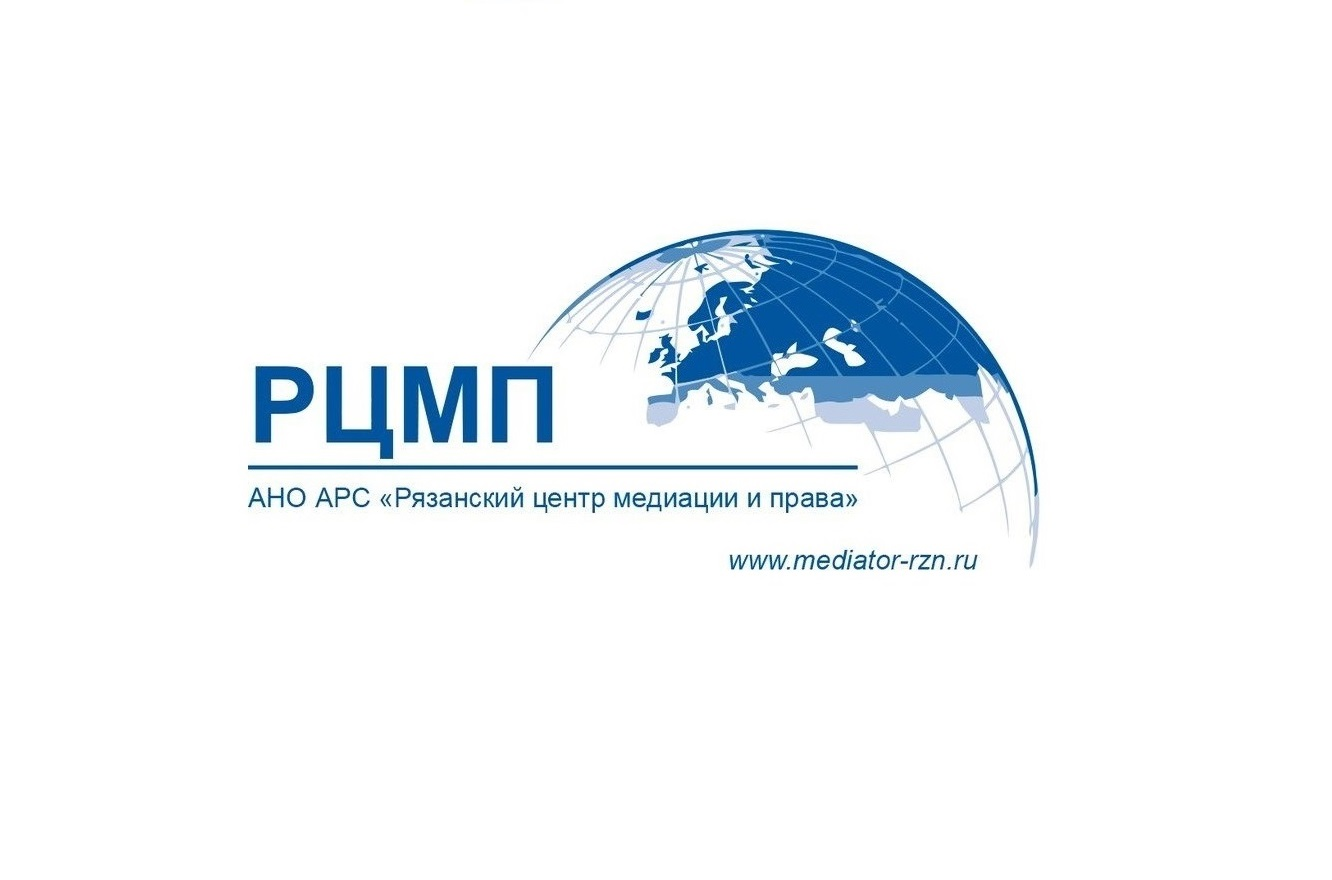 РЦМП
АНО АРС «Рязанский центр медиации и права»
www.mediator-rzn.ru